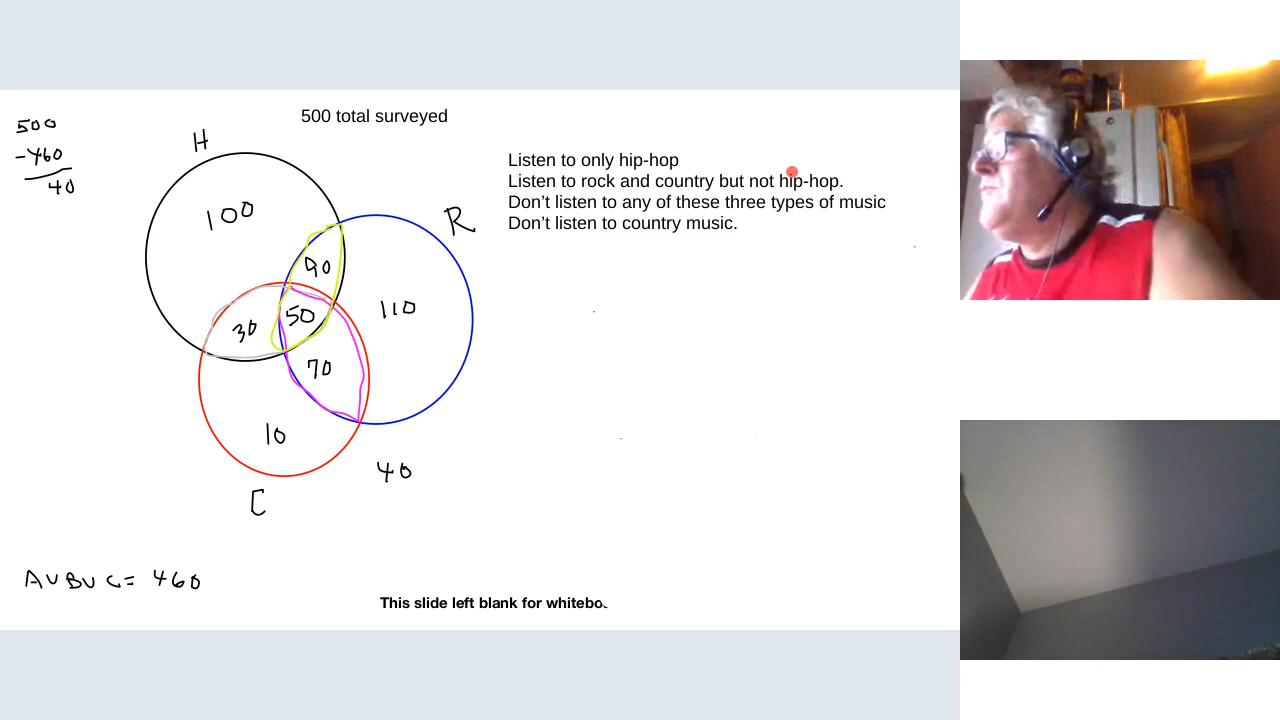 500 total surveyed
500
-460
40
H
R
100
90
110
50
30
70
10
40
C
Listen to only hip-hop
Listen to rock and country but not hip-hop.
Don't listen to any of these three types of music
Don't listen to country music.
A∪B∪C= 460
This slide left blank for